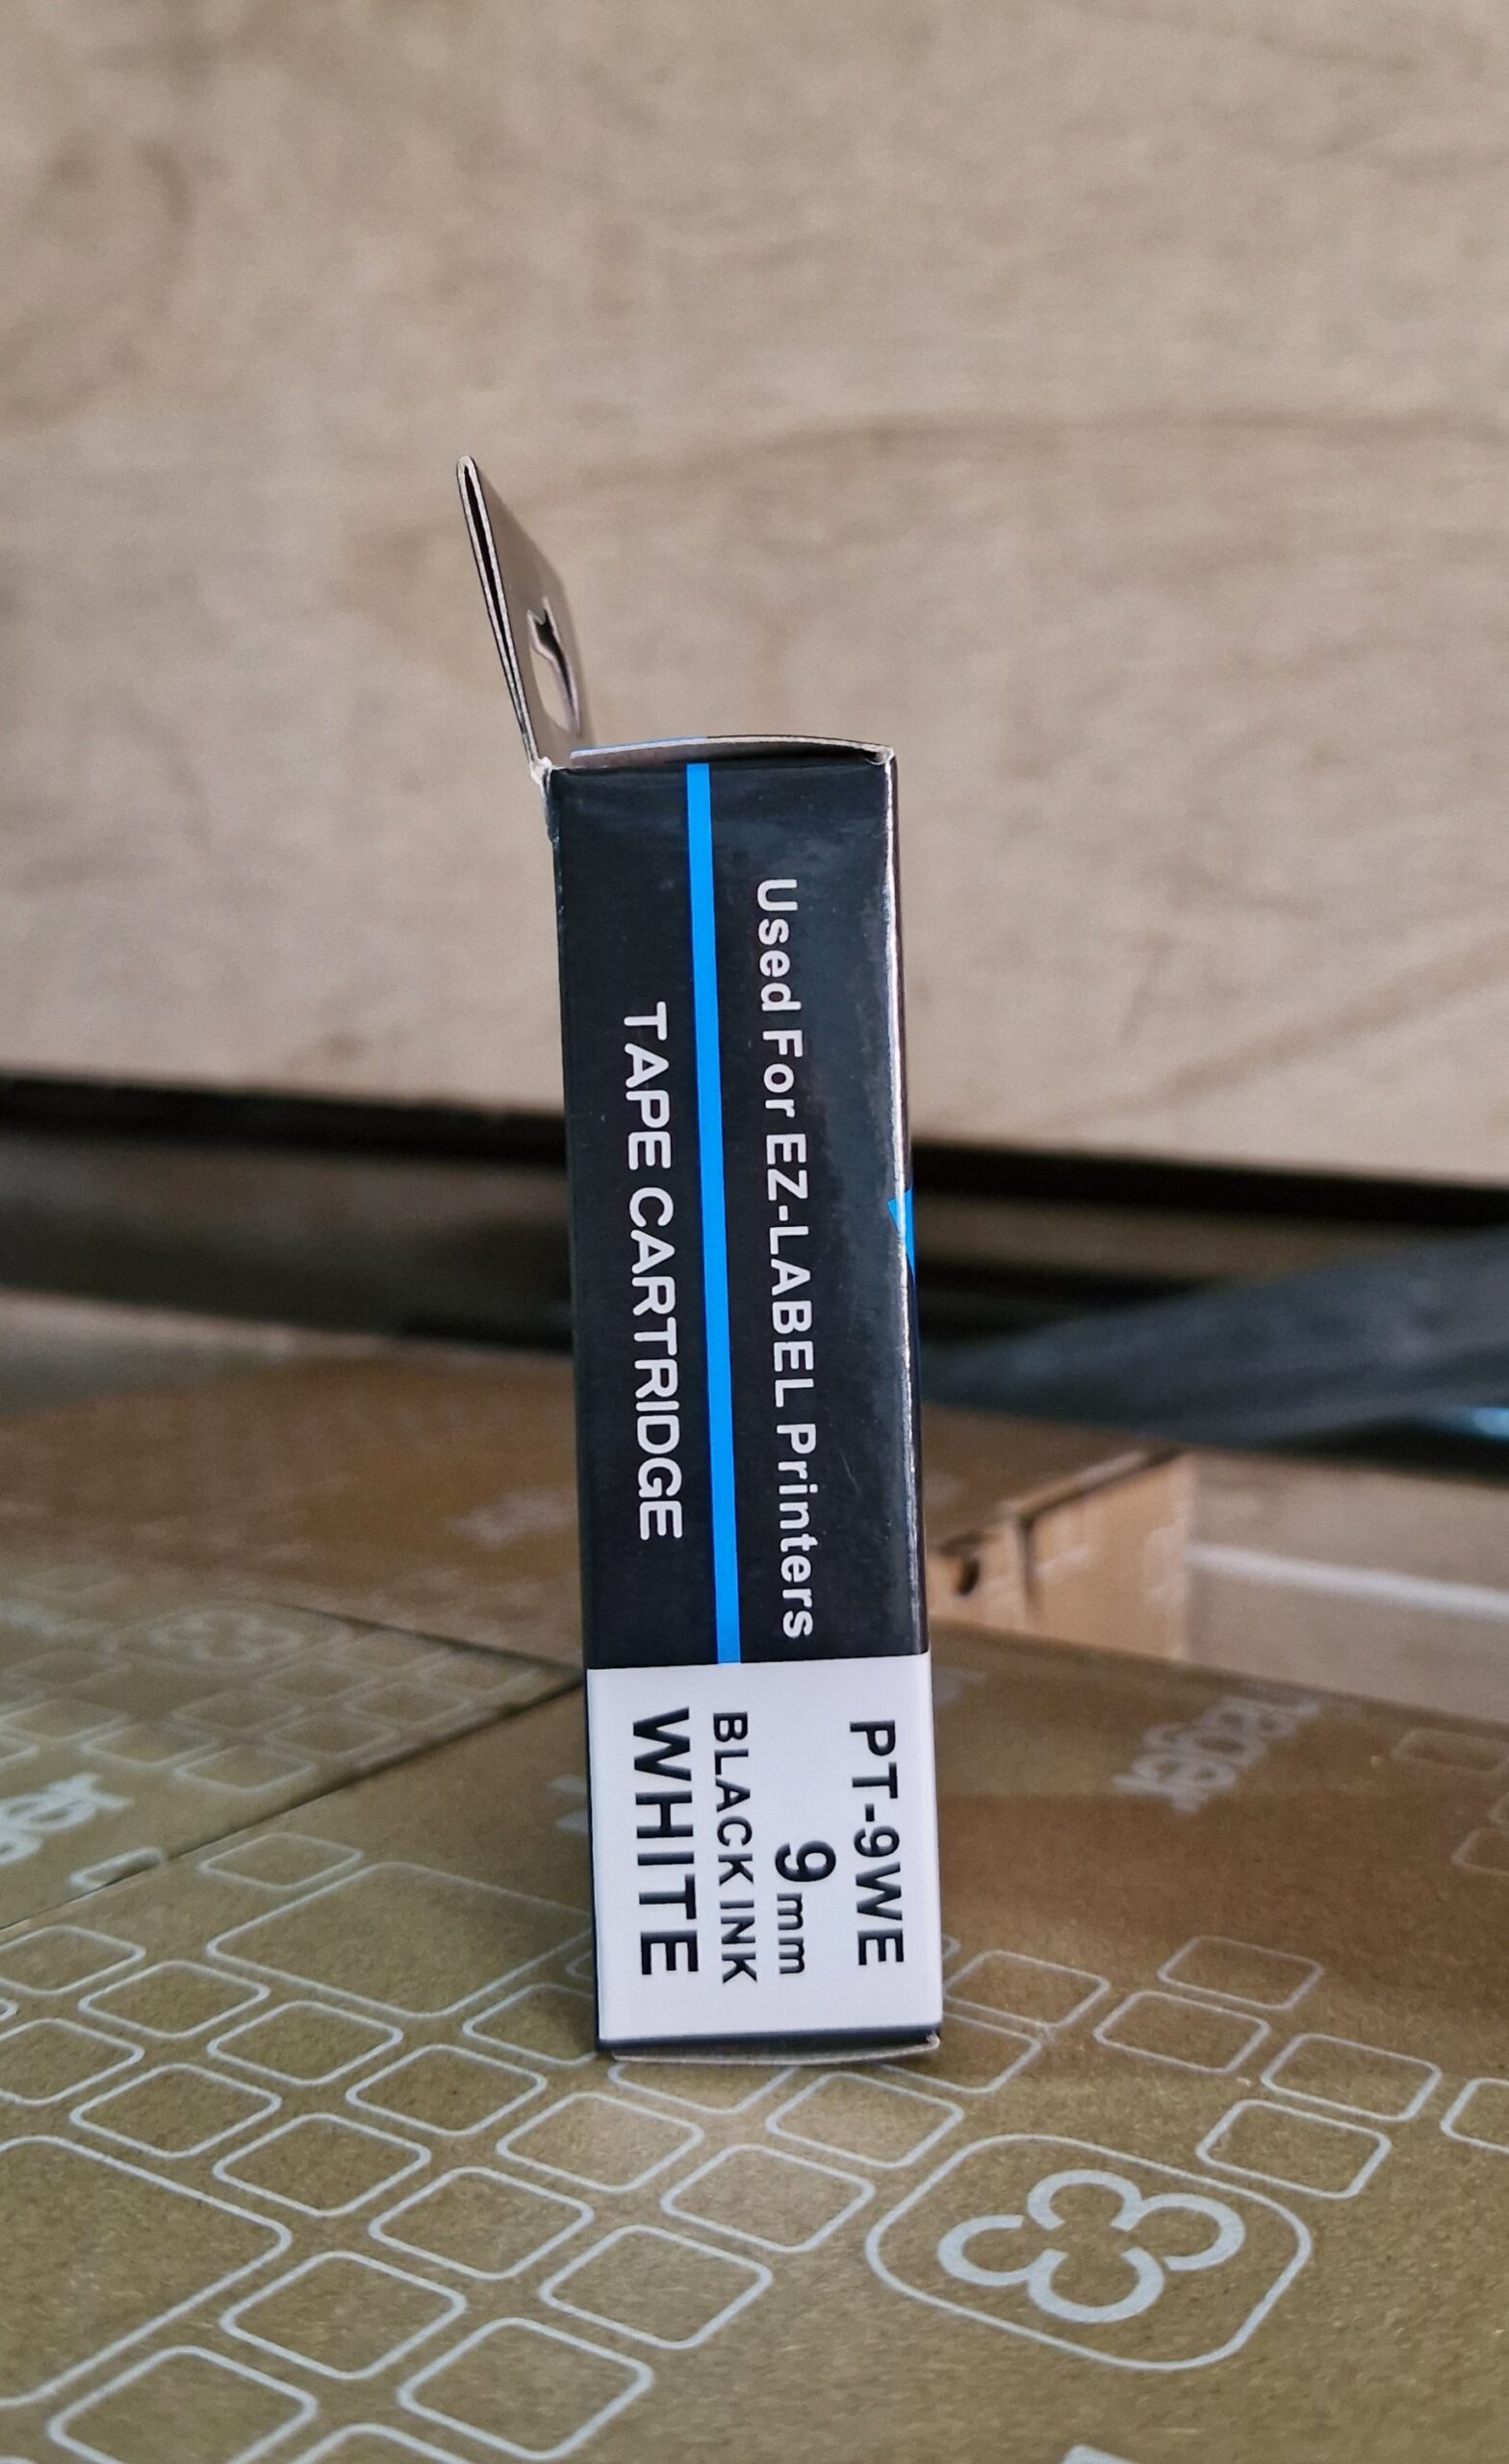 Used For EZ-LABEL Printers
TAPE CARTRIDGE
PT-9WE
9mm
BLACK INK
WHITE